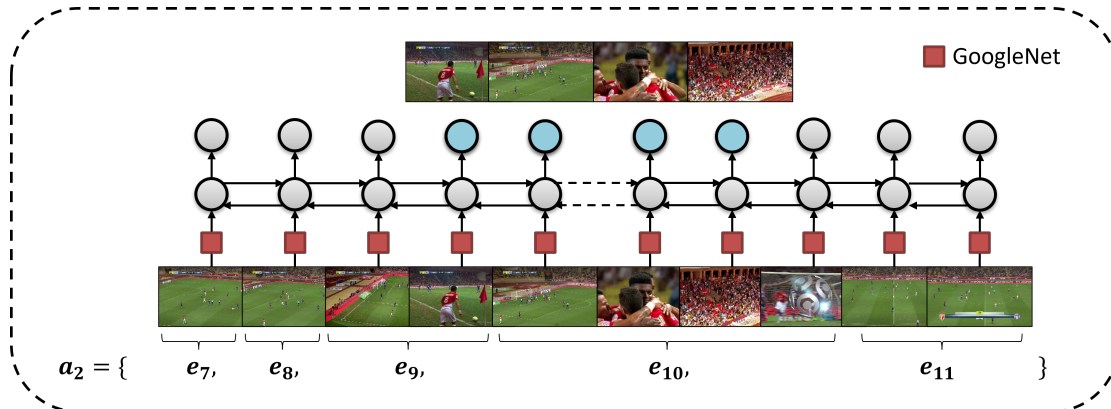 GoogleNet
a₂ = { e₇, e₈, e₉, e₁₀, e₁₁ }